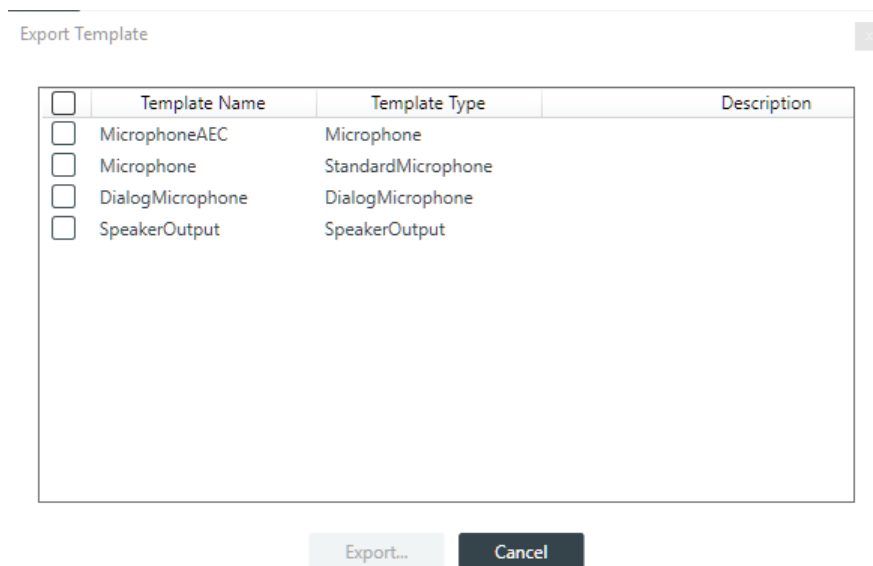 Export Template
Template Name Template Type Description
MicrophoneAEC Microphone
Microphone StandardMicrophone
DialogMicrophone DialogMicrophone
SpeakerOutput SpeakerOutput
Export... Cancel